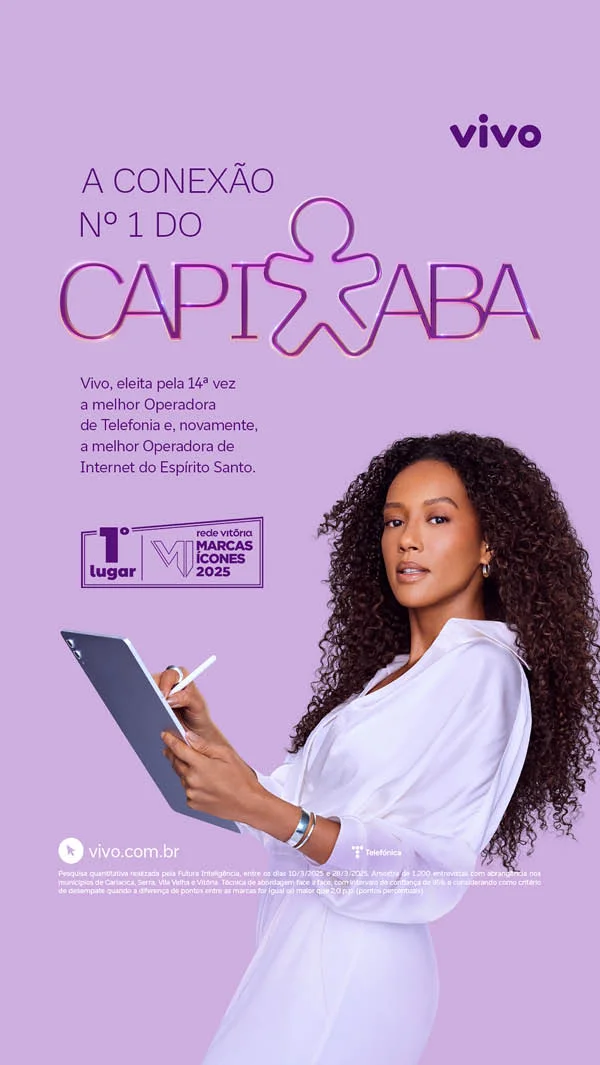 vivo
A CONEXÃO
Nº 1 DO
CAPIXABA
Vivo, eleita pela 14ª vez
a melhor Operadora
de Telefonia e, novamente,
a melhor Operadora de
Internet do Espírito Santo.
1º lugar
rede vitória
MARCAS
ÍCONES
2025
vivo.com.br
Telefónica
Pesquisa quantitativa realizada pela Futura Inteligência, entre os dias 10/3/2025 e 28/3/2025. Amostra de 1.200 entrevistas com abrangência nos
municípios de Cariacica, Serra, Vila Velha e Vitória. Técnica de abordagem face a face, com intervalo de confiança de 95% e considerando como critério
de desempate quando a diferença de pontos entre as marcas for igual ou maior que 2,0 p.p. (pontos percentuais).